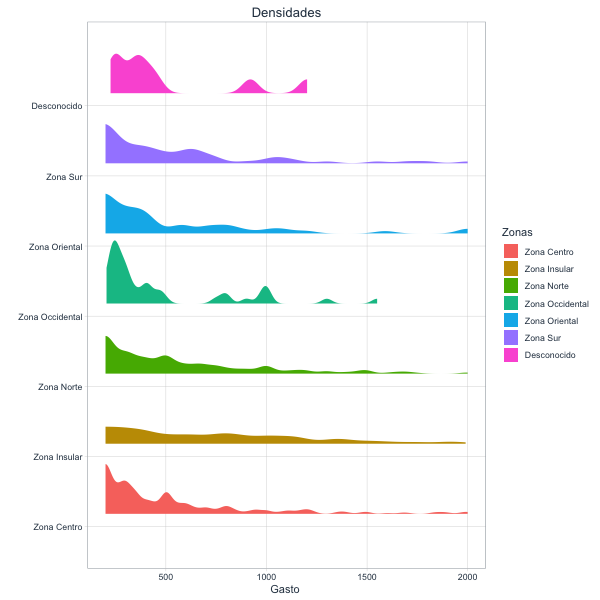 Densidades
Desconocido
Zona Sur
Zona Oriental
Zona Occidental
Zona Norte
Zona Insular
Zona Centro
500
1000
1500
2000
Gasto
Zonas
Zona Centro
Zona Insular
Zona Norte
Zona Occidental
Zona Oriental
Zona Sur
Desconocido